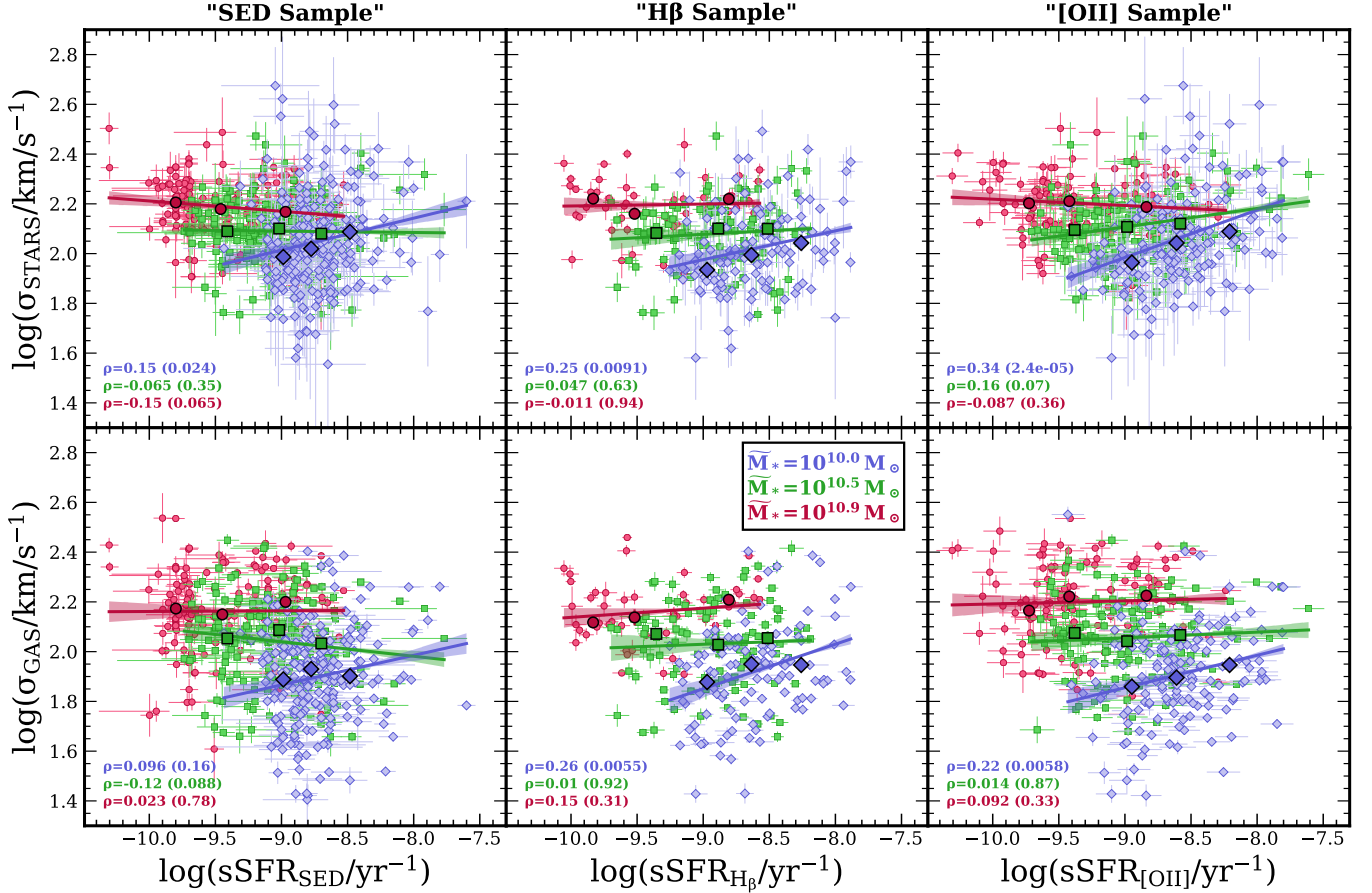 "SED Sample"
"Hβ Sample"
"[OII] Sample"
log(σSTARS/km/s⁻¹)
2.8
2.6
2.4
2.2
2.0
1.8
1.6
1.4
ρ=0.15 (0.024)
ρ=-0.065 (0.35)
ρ=-0.15 (0.065)
ρ=0.25 (0.0091)
ρ=0.047 (0.63)
ρ=-0.011 (0.94)
ρ=0.34 (2.4e-05)
ρ=0.16 (0.07)
ρ=-0.087 (0.36)
log(σGAS/km/s⁻¹)
2.8
2.6
2.4
2.2
2.0
1.8
1.6
1.4
M̃*=10^10.0 M⊙
M̃*=10^10.5 M⊙
M̃*=10^10.9 M⊙
ρ=0.096 (0.16)
ρ=-0.12 (0.088)
ρ=0.023 (0.78)
ρ=0.26 (0.0055)
ρ=0.01 (0.92)
ρ=0.15 (0.31)
ρ=0.22 (0.0058)
ρ=0.014 (0.87)
ρ=0.092 (0.33)
−10.0 −9.5 −9.0 −8.5 −8.0 −7.5
−10.0 −9.5 −9.0 −8.5 −8.0 −7.5
−10.0 −9.5 −9.0 −8.5 −8.0 −7.5
log(sSFRSED/yr⁻¹)
log(sSFRHβ/yr⁻¹)
log(sSFR[OII]/yr⁻¹)